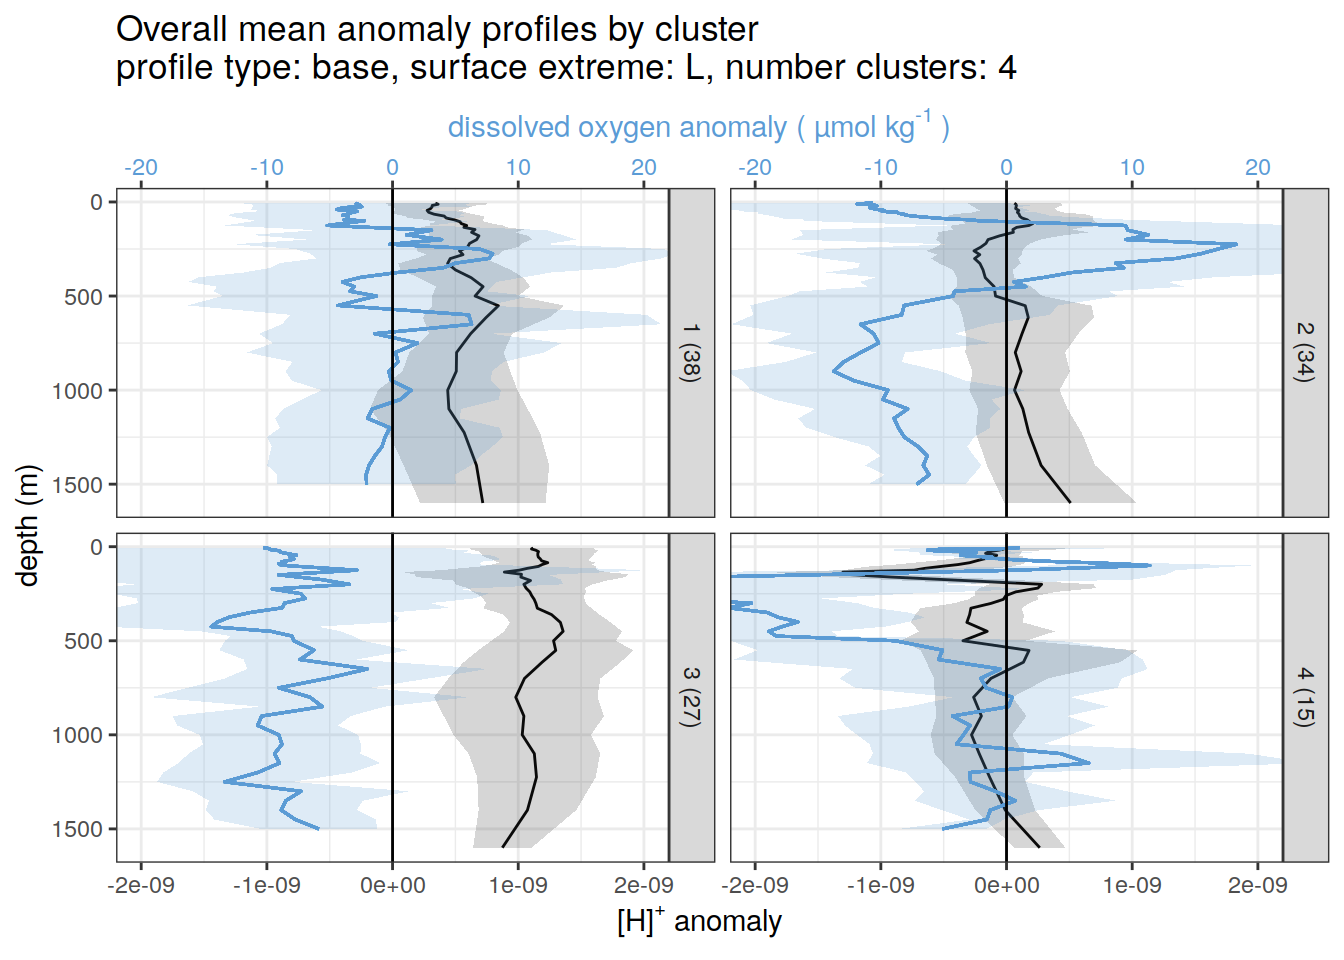 Overall mean anomaly profiles by cluster
profile type: base, surface extreme: L, number clusters: 4
dissolved oxygen anomaly ( µmol kg⁻¹ )
-20 -10 0 10 20 -20 -10 0 10 20
0
500
1000
1500
1 (38)
2 (34)
depth (m)
0
500
1000
1500
3 (27)
4 (15)
-2e-09 -1e-09 0e+00 1e-09 2e-09 -2e-09 -1e-09 0e+00 1e-09 2e-09
[H]⁺ anomaly